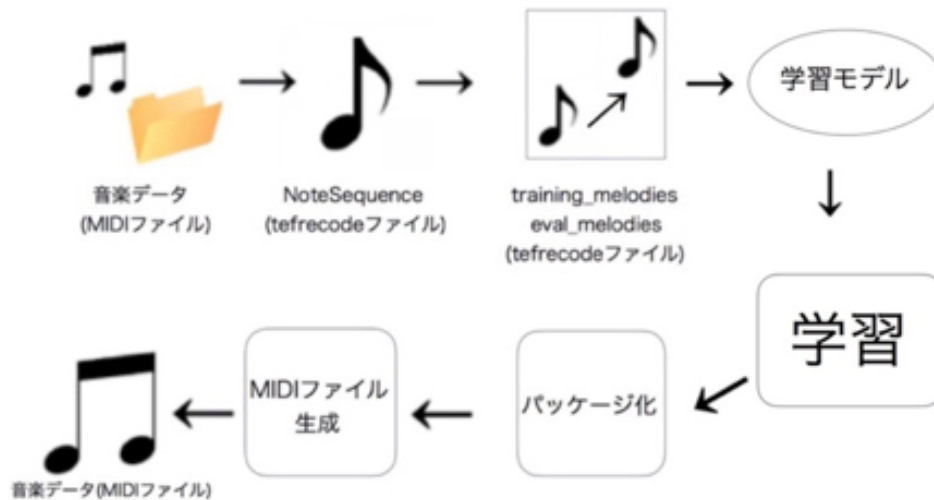 音楽データ
(MIDIファイル)
NoteSequence
(tefrecodeファイル)
training_melodies
eval_melodies
(tefrecodeファイル)
学習モデル
学習
パッケージ化
MIDIファイル
生成
音楽データ(MIDIファイル)